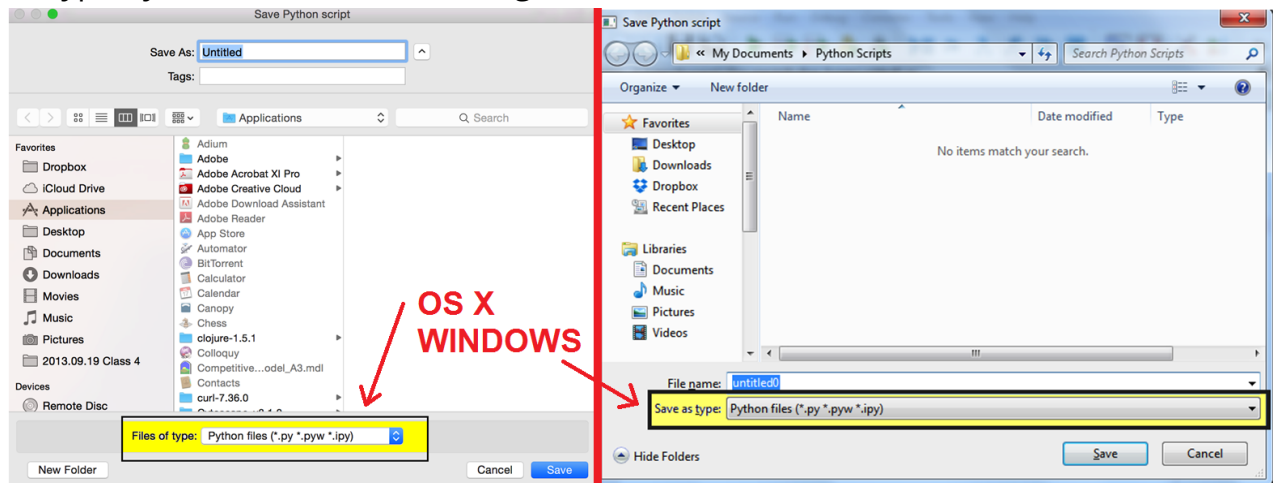 Save Python script
Save As: Untitled
Tags:
Applications
Search
Favorites
Dropbox
iCloud Drive
Applications
Desktop
Documents
Downloads
Movies
Music
Pictures
2013.09.19 Class 4
Devices
Remote Disc
Adium
Adobe
Adobe Acrobat XI Pro
Adobe Creative Cloud
Adobe Download Assistant
Adobe Reader
App Store
Automator
BitTorrent
Calculator
Calendar
Canopy
Chess
clojure-1.5.1
Colloquy
Competitive...odel_A3.mdl
Contacts
curl-7.36.0
Files of type: Python files (*.py *.pyw *.ipy)
New Folder
Cancel
Save
OS X
WINDOWS
Save Python script
« My Documents Python Scripts
Search Python Scripts
Organize
New folder
Favorites
Desktop
Downloads
Dropbox
Recent Places
Libraries
Documents
Music
Pictures
Videos
Name
Date modified
Type
No items match your search.
File name: untitled0
Save as type: Python files (*.py *.pyw *.ipy)
Hide Folders
Save
Cancel